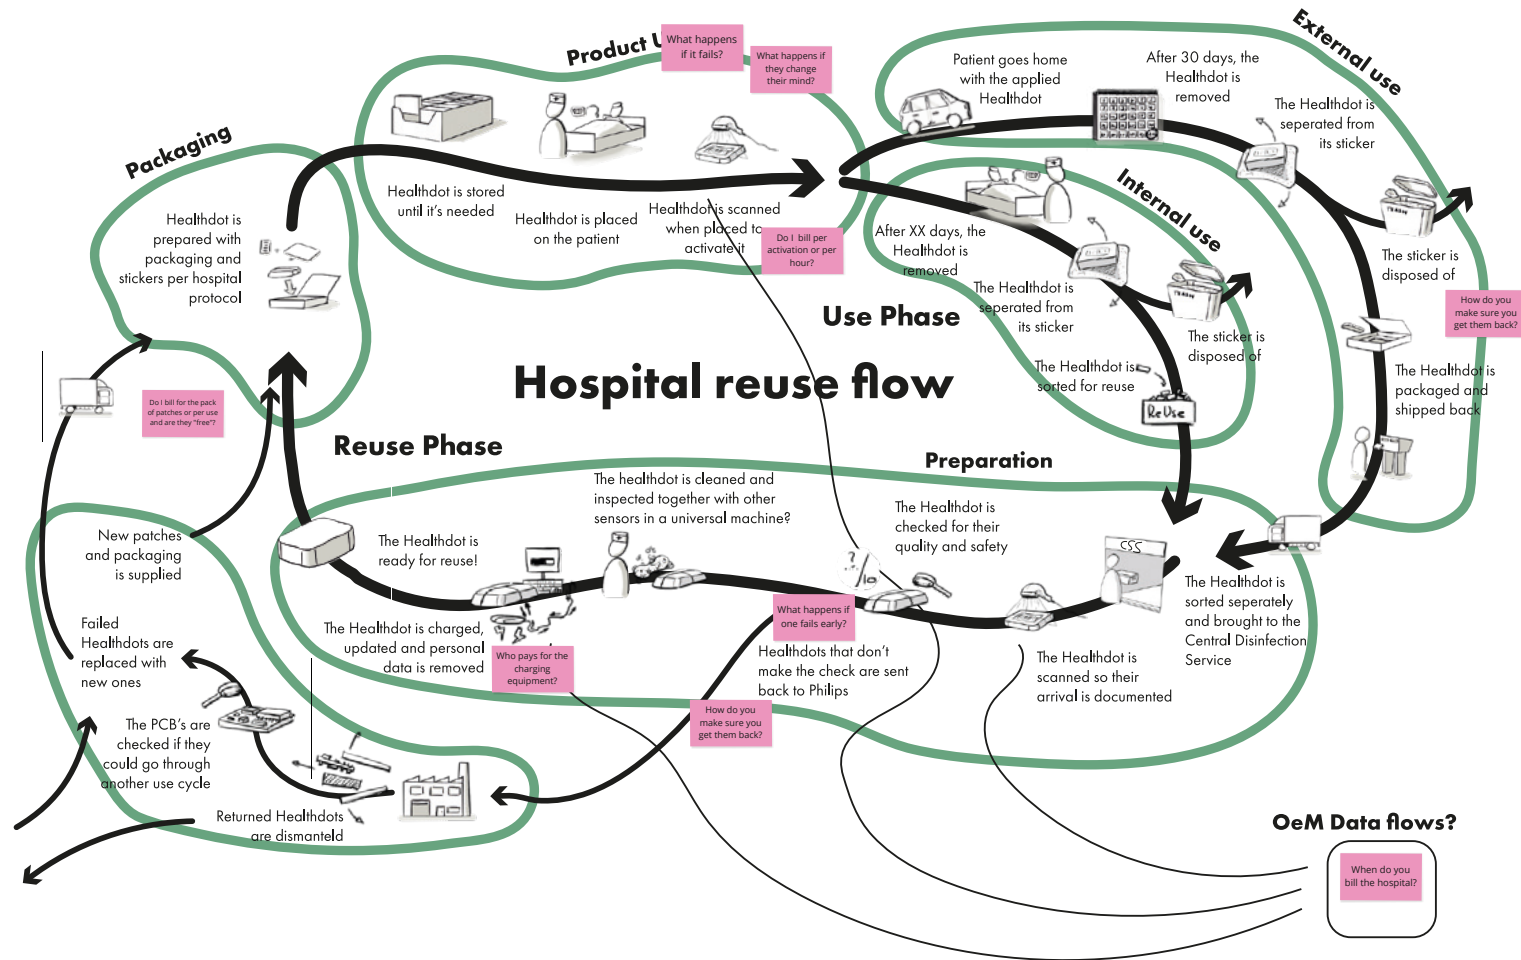 Product U
What happens
if it fails?
What happens if
they change
their mind?
External use
Patient goes home
with the applied
Healthdot
After 30 days, the
Healthdot is
removed
The Healthdot is
seperated from
its sticker
The sticker is
disposed of
How do you
make sure you
get them back?
The Healthdot is
packaged and
shipped back
Packaging
Healthdot is
prepared with
packaging and
stickers per hospital
protocol
Healthdot is stored
until it's needed
Healthdot is placed
on the patient
Healthdot is scanned
when placed to
activate it
Do I bill per
activation or per
hour?
Internal use
After XX days, the
Healthdot is
removed
The Healthdot is
seperated from
its sticker
TRASH
TRASH
The sticker is
disposed of
The Healthdot is
sorted for reuse
ReUse
Use Phase
Hospital reuse flow
Do I bill for the pack
of patches or per use
and are they "free"?
Reuse Phase
Preparation
The healthdot is cleaned and
inspected together with other
sensors in a universal machine?
The Healthdot is
checked for their
quality and safety
CSS
The Healthdot is
sorted seperately
and brought to the
Central Disinfection
Service
The Healthdot is
scanned so their
arrival is documented
?
What happens if
one fails early?
Healthdots that don't
make the check are sent
back to Philips
How do you
make sure you
get them back?
The Healthdot is
ready for reuse!
The Healthdot is charged,
updated and personal
data is removed
Who pays for the
charging
equipment?
New patches
and packaging
is supplied
Failed
Healthdots are
replaced with
new ones
The PCB's are
checked if they
could go through
another use cycle
Returned Healthdots
are dismanteld
OeM Data flows?
When do you
bill the hospital?